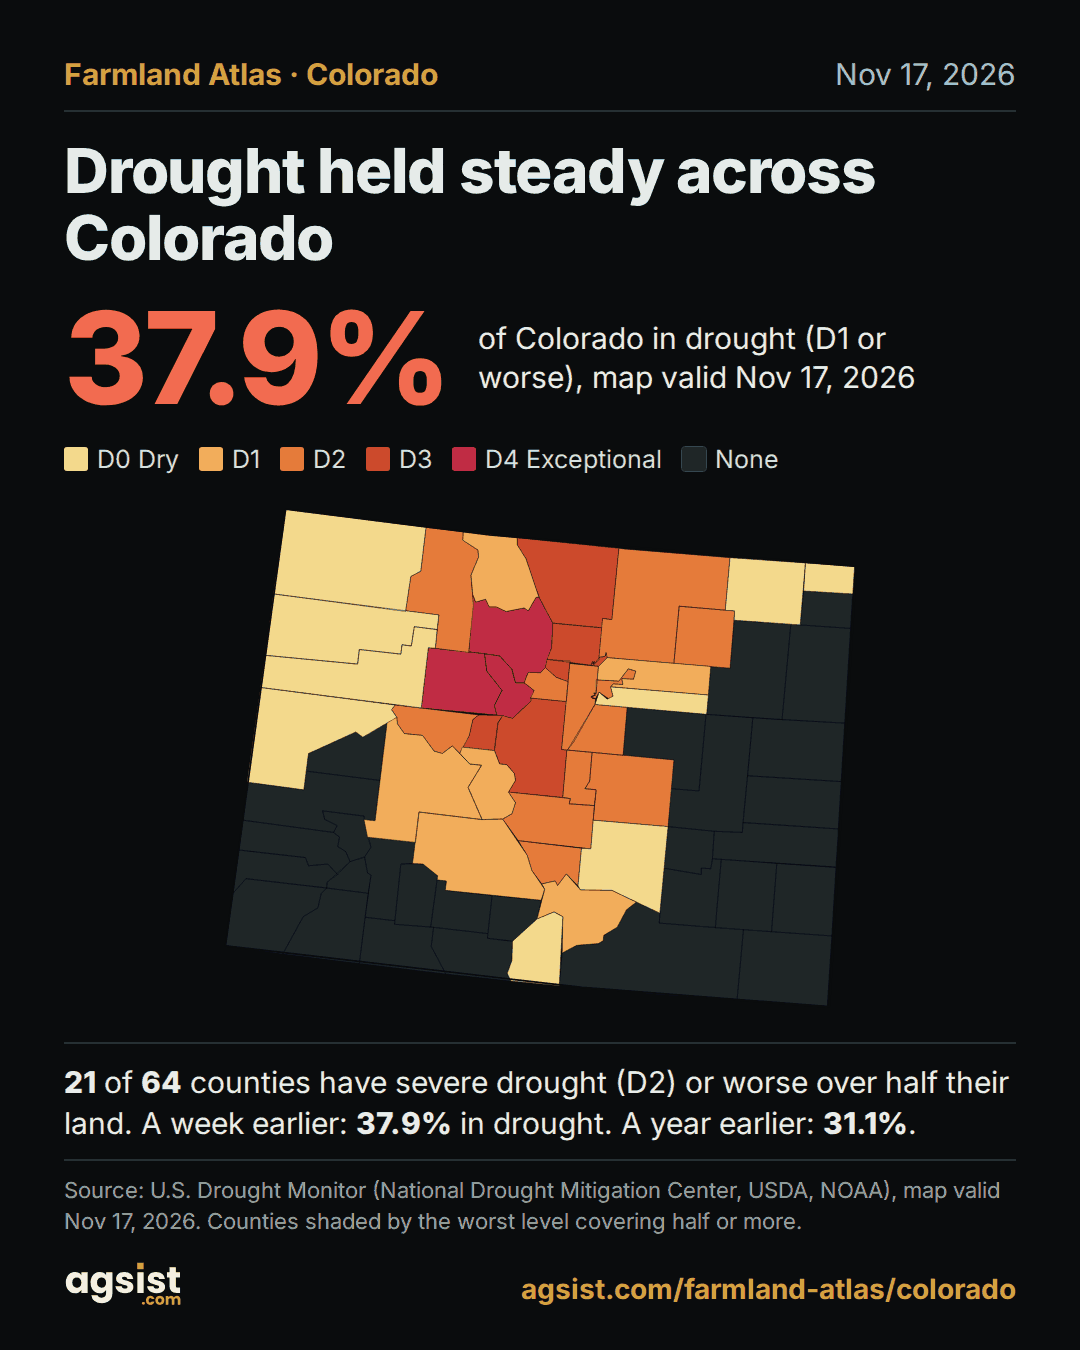 Farmland Atlas · Colorado
Nov 17, 2026
Drought held steady across
Colorado
37.9%
of Colorado in drought (D1 or
worse), map valid Nov 17, 2026
D0 Dry D1 D2 D3 D4 Exceptional None
21 of 64 counties have severe drought (D2) or worse over half their
land. A week earlier: 37.9% in drought. A year earlier: 31.1%.
Source: U.S. Drought Monitor (National Drought Mitigation Center, USDA, NOAA), map valid
Nov 17, 2026. Counties shaded by the worst level covering half or more.
agsist
.com
agsist.com/farmland-atlas/colorado